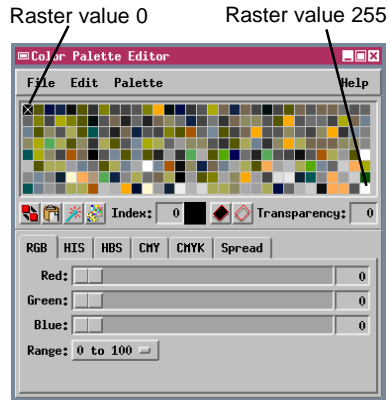 Raster value 0 Raster value 255
Color Palette Editor
File Edit Palette Help
Index: 0 Transparency: 0
RGB HIS HBS CMY CMYK Spread
Red: 0
Green: 0
Blue: 0
Range: 0 to 100